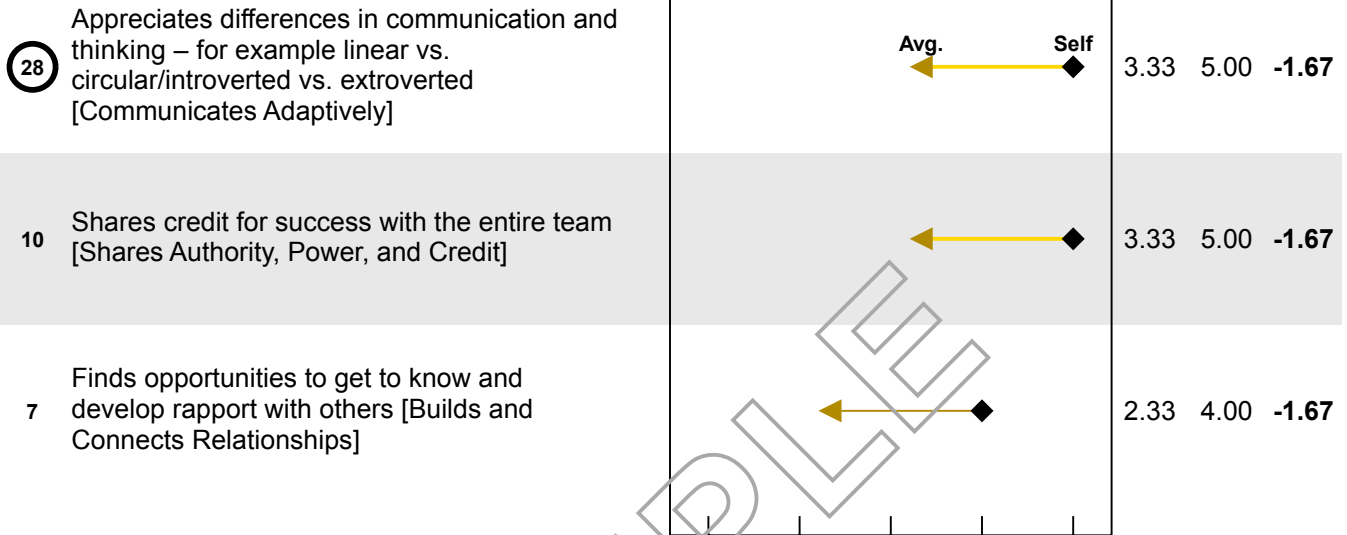 Appreciates differences in communication and
thinking – for example linear vs.
circular/introverted vs. extroverted
[Communicates Adaptively]
28
Avg. Self
3.33 5.00 -1.67
Shares credit for success with the entire team
[Shares Authority, Power, and Credit]
10
3.33 5.00 -1.67
Finds opportunities to get to know and
develop rapport with others [Builds and
Connects Relationships]
7
2.33 4.00 -1.67
PLE